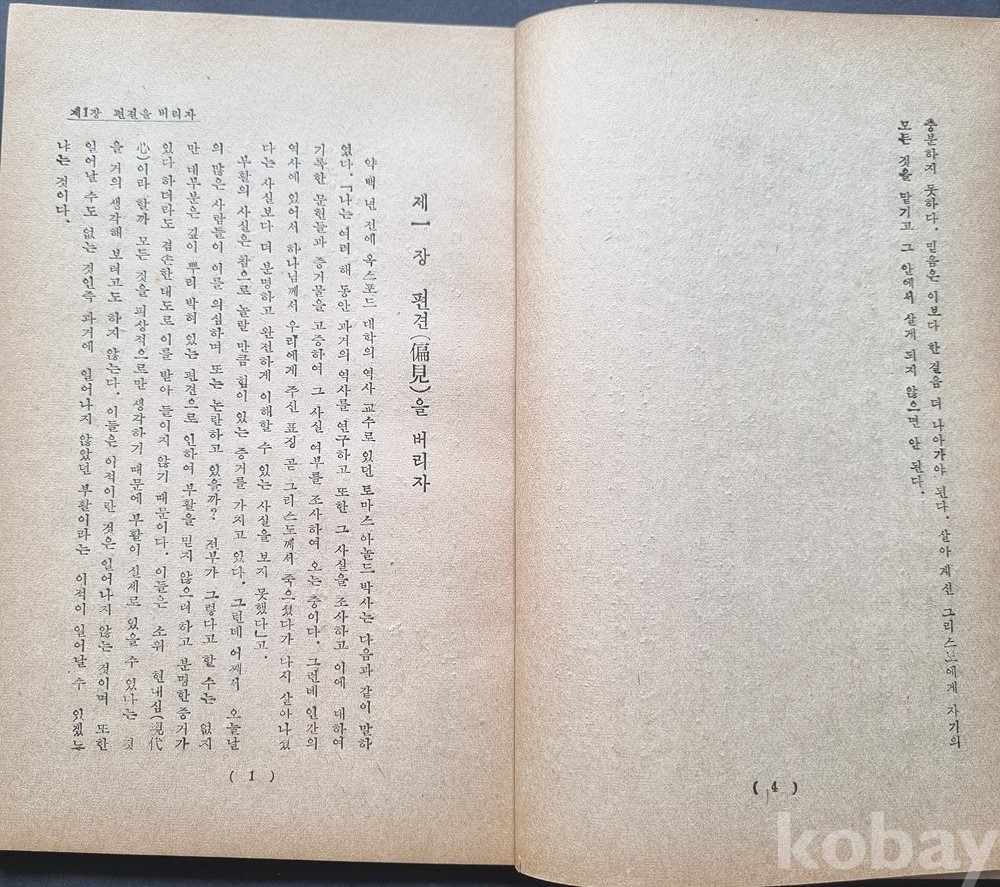 충분하지 못하다. 믿음은 이보다 한 걸음 더 나아가야 된다. 살아 계신 그리스도에게 자기의
모든 것을 맡기고 그 안에서 살게 되지 않으면 안 된다.
( 4 )
제1장 편견을 버리자
제 一 장 편견(偏見)을 버리자
약 백 년 전에 옥스포드 대학의 역사 교수로 있던 토마스 아놀드 박사는 다음과 같이 말하
였다. 「나는 여러 해 동안 과거의 역사를 연구하고 또한 그 사실을 조사하고 이에 대하여
기록한 문헌들과 증거물을 고증하여 그 사실 여부를 조사하여 오는 중이다. 그런데 인간의
역사에 있어서 하나님께서 우리에게 주신 표징 곧 그리스도께서 죽으셨다가 다시 살아나셨
다는 사실보다 더 분명하고 완전하게 이해할 수 있는 사실을 보지 못했다」고.
부활의 사실은 참으로 놀랄 만큼 힘이 있는 증거를 가지고 있다. 그런데 어째서 오늘날
의 많은 사람들이 이를 의심하며 또는 논란하고 있을까? 전부가 그렇다고 할 수는 없지
만 대부분은 깊이 뿌리 박혀 있는 편견으로 인하여 부활을 믿지 않으려 하고 분명한 증거가
있다 하더라도 겸손한 태도로 이를 받아 들이지 않기 때문이다. 이들은 소위 현대심(現代
心)이라 할까 모든 것을 피상적으로만 생각하기 때문에 부활이 실제로 있을 수 있나는 것
을 거의 생각해 보려고도 하지 않는다. 이들은 이적이란 것은 일어나지 않는 것이며 또한
일어날 수도 없는 것인즉 과거에 일어나지 않았던 부활이라는 이적이 일어날 수 있겠느
냐는 것이다.
( 1 )
kobay